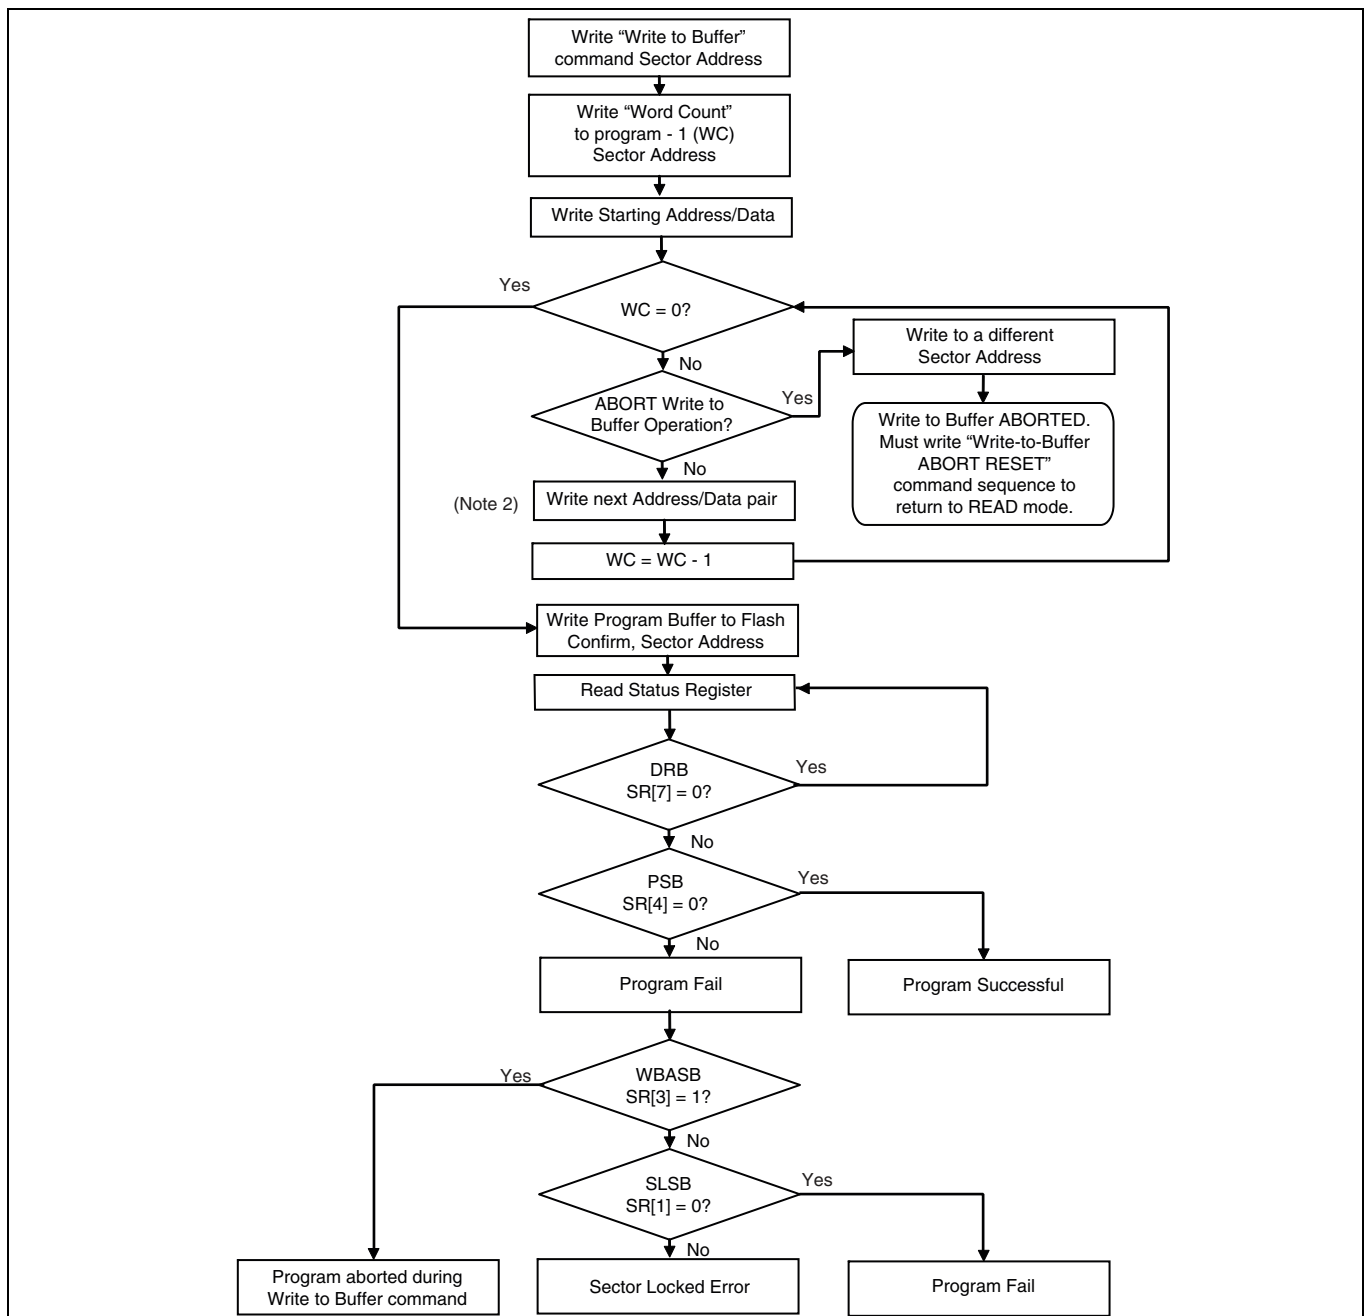 Write “Write to Buffer”
command Sector Address
Write “Word Count”
to program - 1 (WC)
Sector Address
Write Starting Address/Data
Yes
WC = 0?
No
Write to a different
Sector Address
ABORT Write to
Buffer Operation?
Yes
Write to Buffer ABORTED.
Must write “Write-to-Buffer
ABORT RESET”
command sequence to
return to READ mode.
No
(Note 2)
Write next Address/Data pair
WC = WC - 1
Write Program Buffer to Flash
Confirm, Sector Address
Read Status Register
DRB
SR[7] = 0?
Yes
No
PSB
SR[4] = 0?
Yes
No
Program Fail
Program Successful
Yes
WBASB
SR[3] = 1?
No
SLSB
SR[1] = 0?
Yes
No
Program aborted during
Write to Buffer command
Sector Locked Error
Program Fail